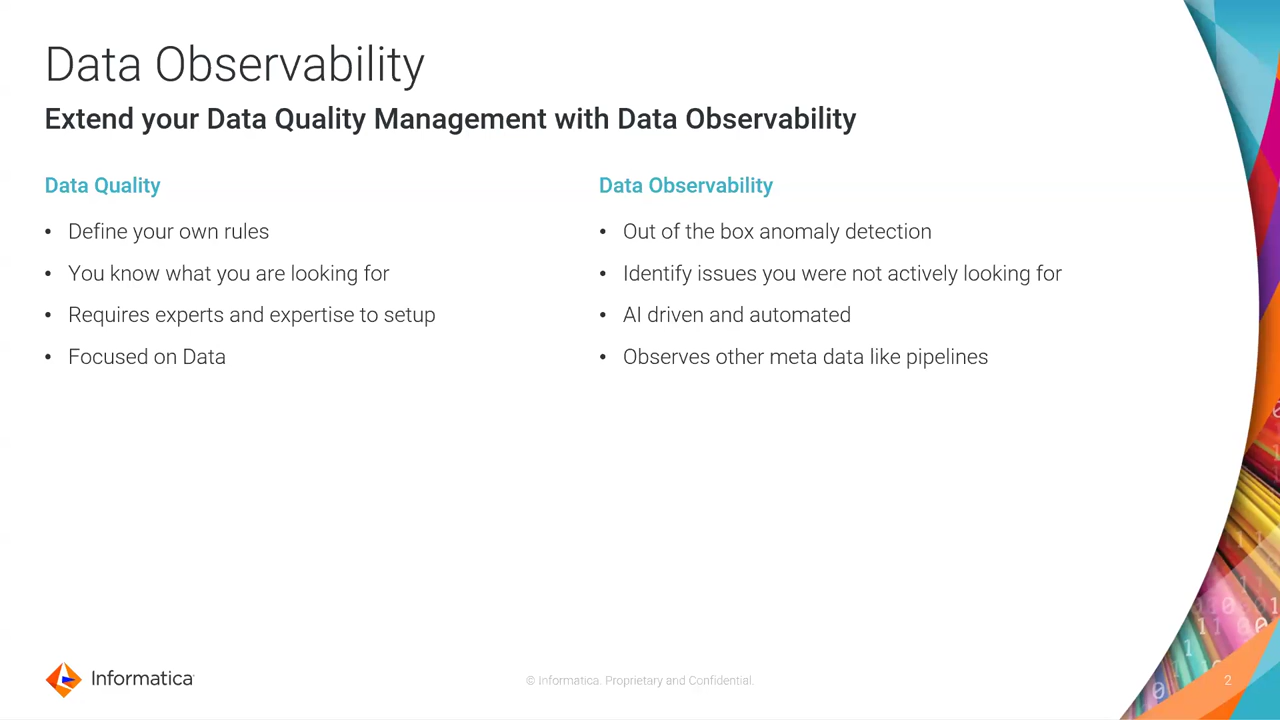 Data Observability
Extend your Data Quality Management with Data Observability
Data Quality
• Define your own rules
• You know what you are looking for
• Requires experts and expertise to setup
• Focused on Data
Data Observability
• Out of the box anomaly detection
• Identify issues you were not actively looking for
• AI driven and automated
• Observes other meta data like pipelines
Informatica
© Informatica. Proprietary and Confidential.
2